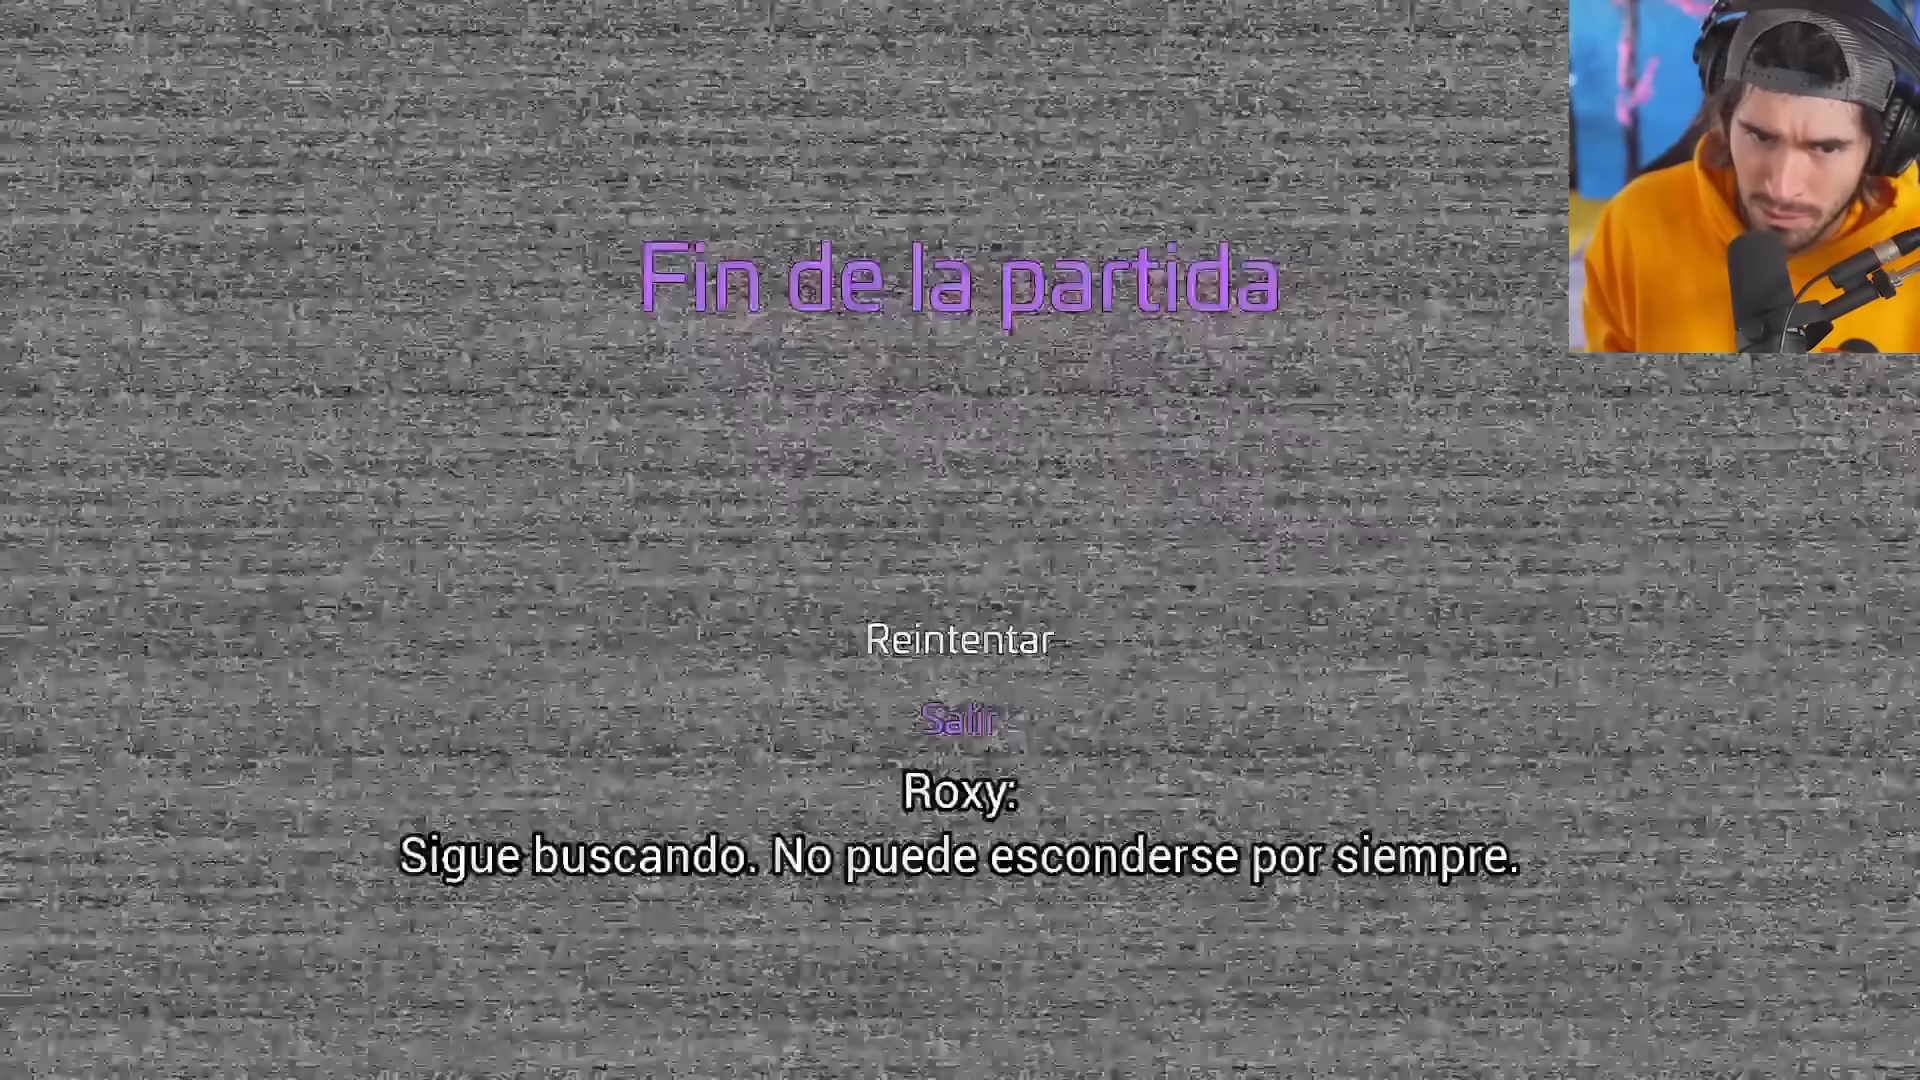 Fin de la partida
Reintentar
Salir
Roxy:
Sigue buscando. No puede esconderse por siempre.